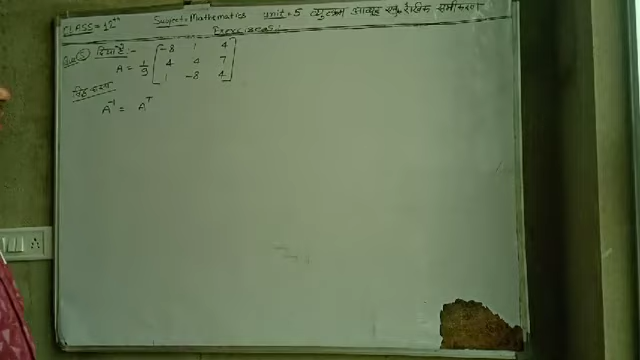 CLASS = 12th Subject:- Mathematics unit = 5 व्युत्क्रम आव्यूह एवं रैखिक समीकरण
Que ⑤ दिया है:-
A = 1/9 [ -8 1 4
4 4 7
1 -8 4 ]
A⁻¹ = Aᵀ